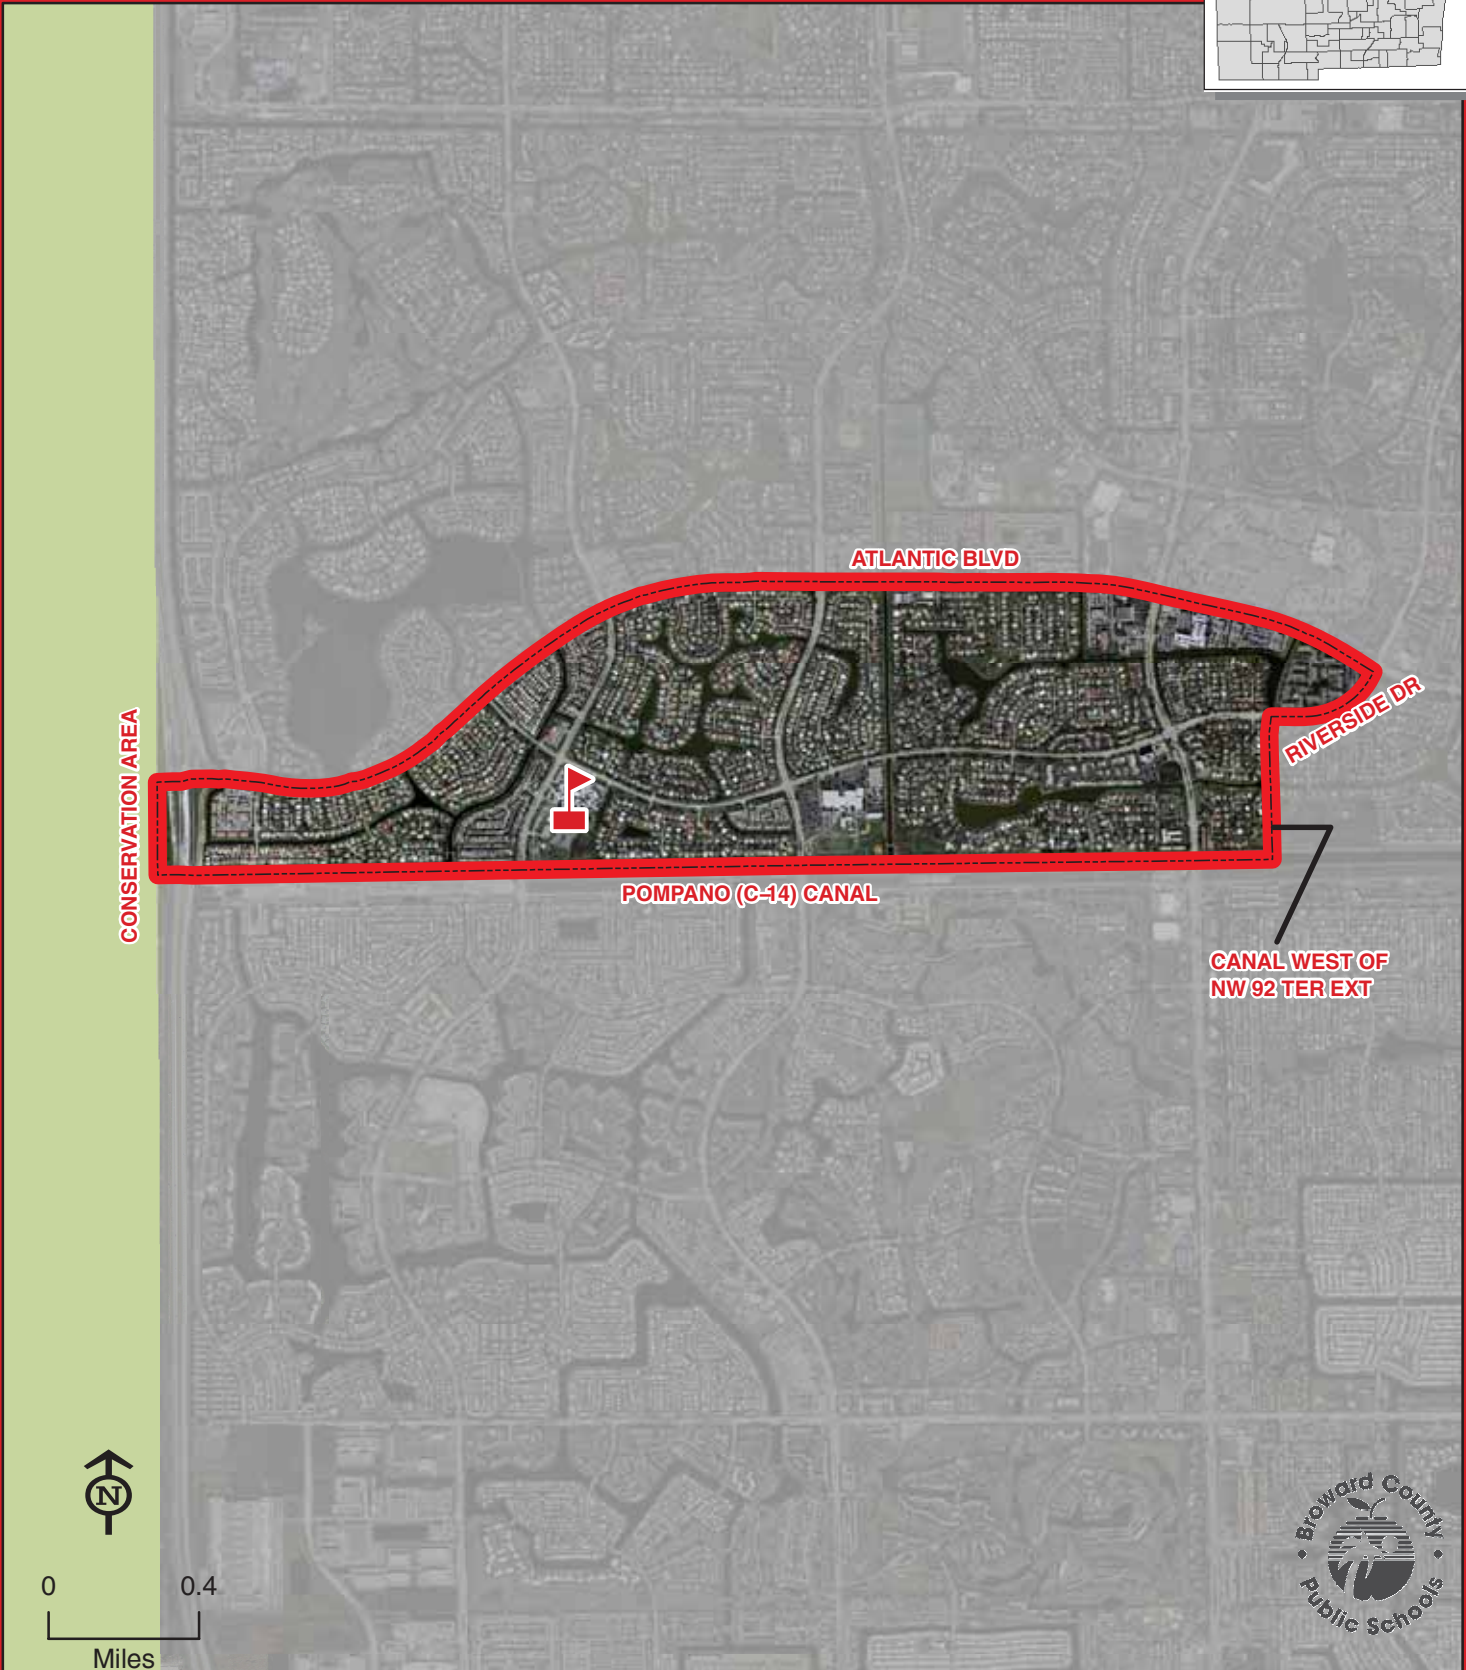 ATLANTIC BLVD
RIVERSIDE DR
CONSERVATION AREA
POMPANO (C-14) CANAL
CANAL WEST OF
NW 92 TER EXT
N
0 0.4
Miles
Broward County
Public Schools